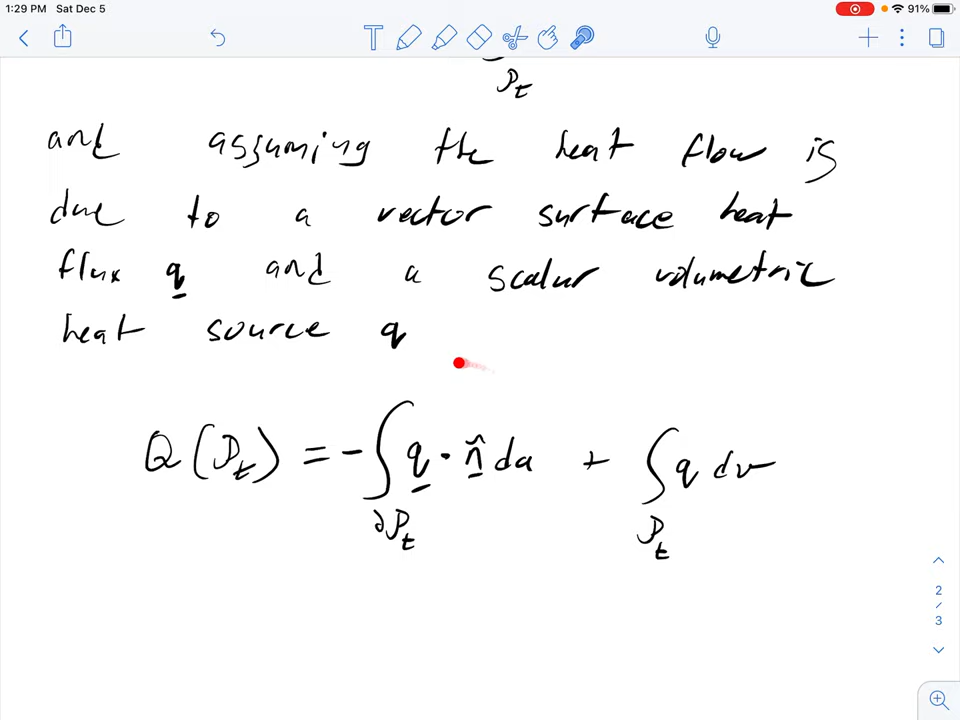 1:29 PM Sat Dec 5 91%
𝒫_t
and assuming the heat flow is
due to a vector surface heat
flux q̲ and a scalar volumetric
heat source q
Q(𝒫_t) = -∫_{∂𝒫_t} q̲ · n̲̂ da + ∫_{𝒫_t} q dv
2
/
3